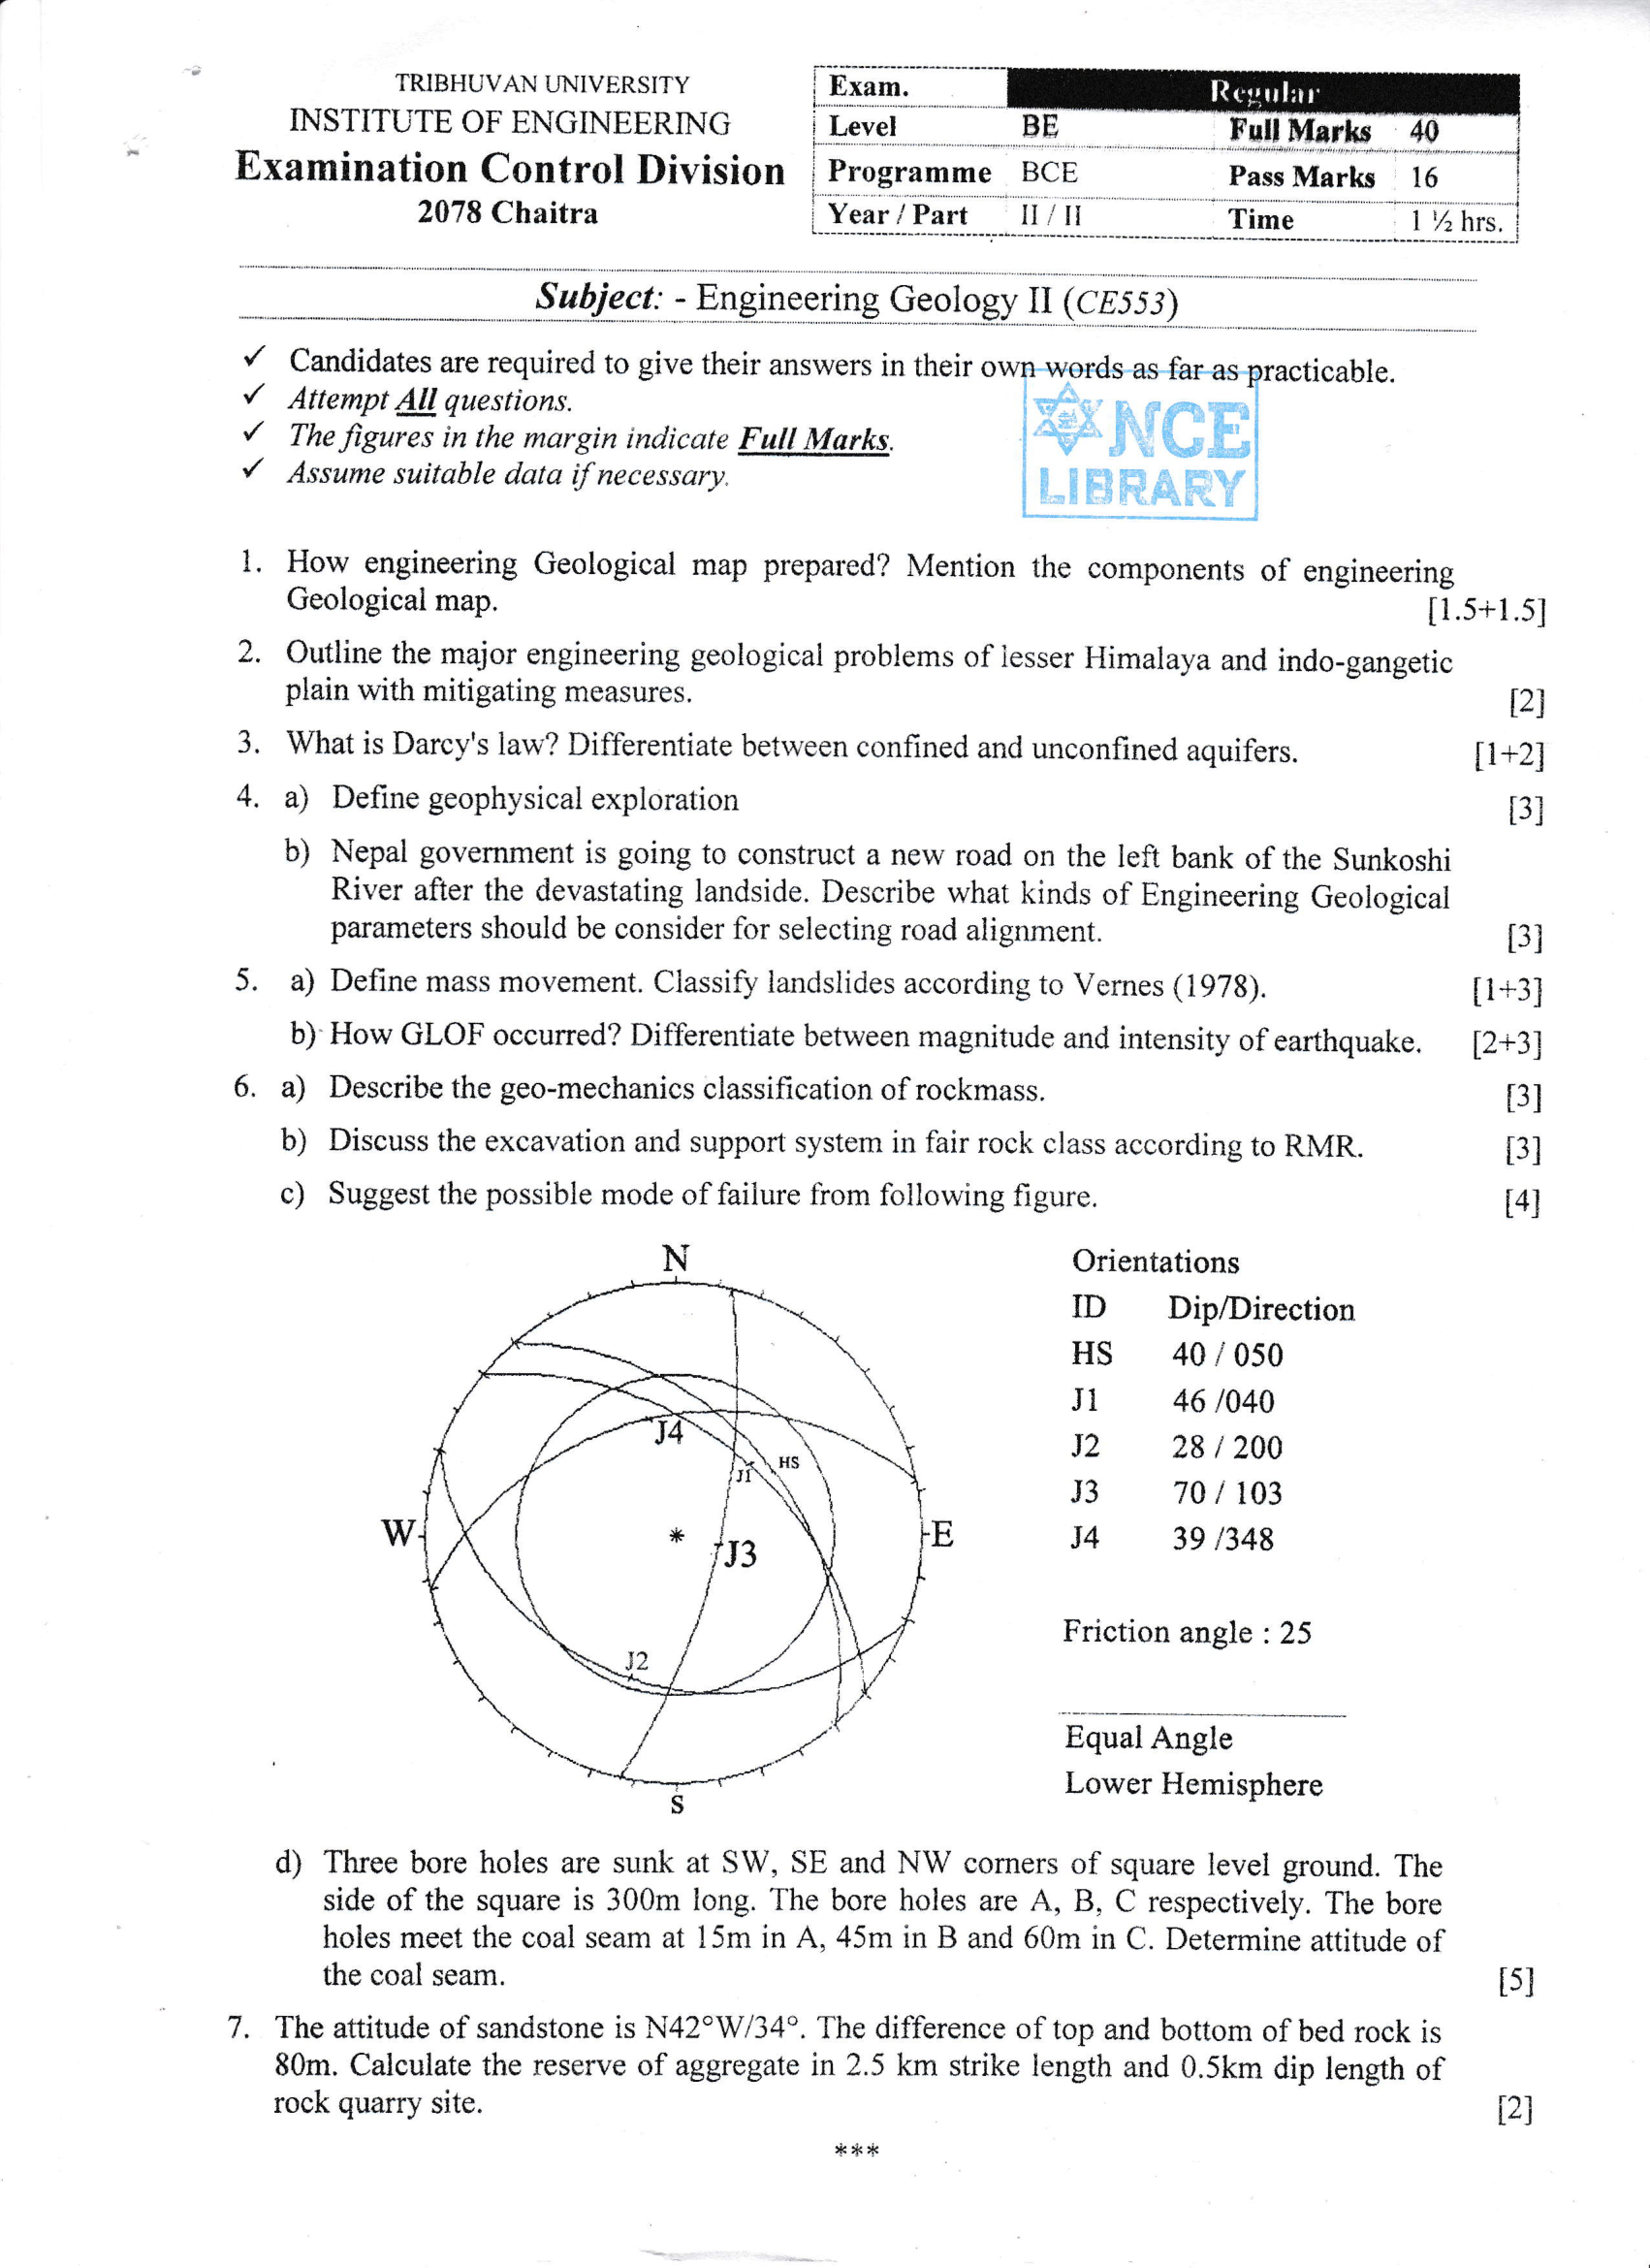 TRIBHUVAN UNIVERSITY
INSTITUTE OF ENGINEERING
Examination Control Division
2078 Chaitra
Exam. Regular
Level BE Full Marks 40
Programme BCE Pass Marks 16
Year / Part II / II Time 1 ½ hrs.
Subject: - Engineering Geology II (CE553)
✓ Candidates are required to give their answers in their own words as far as practicable.
✓ Attempt All questions.
✓ The figures in the margin indicate Full Marks.
✓ Assume suitable data if necessary.
NCE
LIBRARY
1. How engineering Geological map prepared? Mention the components of engineering
Geological map. [1.5+1.5]
2. Outline the major engineering geological problems of lesser Himalaya and indo-gangetic
plain with mitigating measures. [2]
3. What is Darcy's law? Differentiate between confined and unconfined aquifers. [1+2]
4. a) Define geophysical exploration [3]
b) Nepal government is going to construct a new road on the left bank of the Sunkoshi
River after the devastating landside. Describe what kinds of Engineering Geological
parameters should be consider for selecting road alignment. [3]
5. a) Define mass movement. Classify landslides according to Vernes (1978). [1+3]
b) How GLOF occurred? Differentiate between magnitude and intensity of earthquake. [2+3]
6. a) Describe the geo-mechanics classification of rockmass. [3]
b) Discuss the excavation and support system in fair rock class according to RMR. [3]
c) Suggest the possible mode of failure from following figure. [4]
N
J4
J1
HS
W
E
J3
J2
S
Orientations
ID Dip/Direction
HS 40 / 050
J1 46 /040
J2 28 / 200
J3 70 / 103
J4 39 /348
Friction angle : 25
Equal Angle
Lower Hemisphere
d) Three bore holes are sunk at SW, SE and NW corners of square level ground. The
side of the square is 300m long. The bore holes are A, B, C respectively. The bore
holes meet the coal seam at 15m in A, 45m in B and 60m in C. Determine attitude of
the coal seam. [5]
7. The attitude of sandstone is N42°W/34°. The difference of top and bottom of bed rock is
80m. Calculate the reserve of aggregate in 2.5 km strike length and 0.5km dip length of
rock quarry site. [2]
***